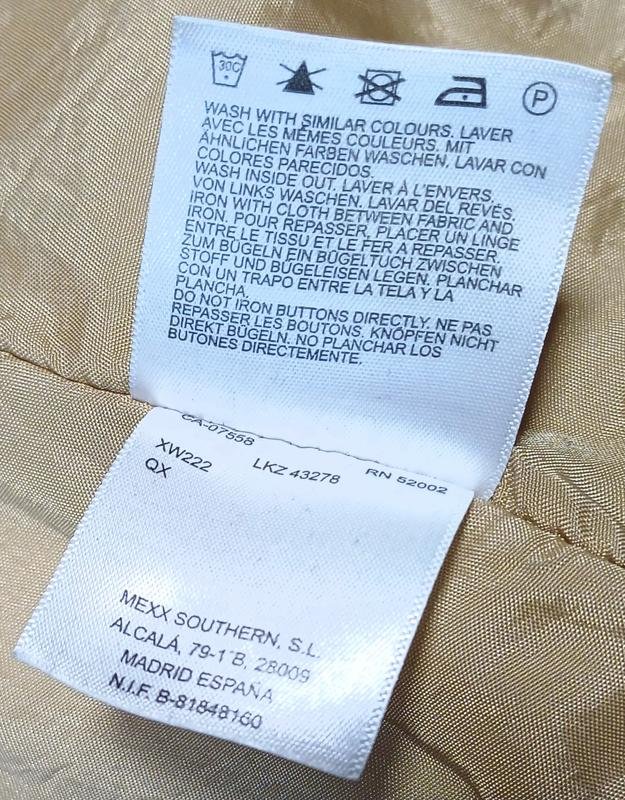 30C
P
WASH WITH SIMILAR COLOURS. LAVER
AVEC LES MÊMES COULEURS. MIT
ÄHNLICHEN FARBEN WASCHEN. LAVAR CON
COLORES PARECIDOS.
WASH INSIDE OUT. LAVER À L'ENVERS.
VON LINKS WASCHEN. LAVAR DEL REVÉS.
IRON WITH CLOTH BETWEEN FABRIC AND
IRON. POUR REPASSER, PLACER UN LINGE
ENTRE LE TISSU ET LE FER A REPASSER.
ZUM BÜGELN EIN BÜGELTUCH ZWISCHEN
STOFF UND BÜGELEISEN LEGEN. PLANCHAR
CON UN TRAPO ENTRE LA TELA Y LA
PLANCHA.
DO NOT IRON BUTTONS DIRECTLY. NE PAS
REPASSER LES BOUTONS. KNÖPFEN NICHT
DIREKT BÜGELN. NO PLANCHAR LOS
BUTONES DIRECTEMENTE.
CA-07558
XW222 LKZ 43278 RN 52002
QX
MEXX SOUTHERN, S.L.
ALCALÁ, 79-1°B, 28009
MADRID ESPAÑA
N.I.F. B-81848160